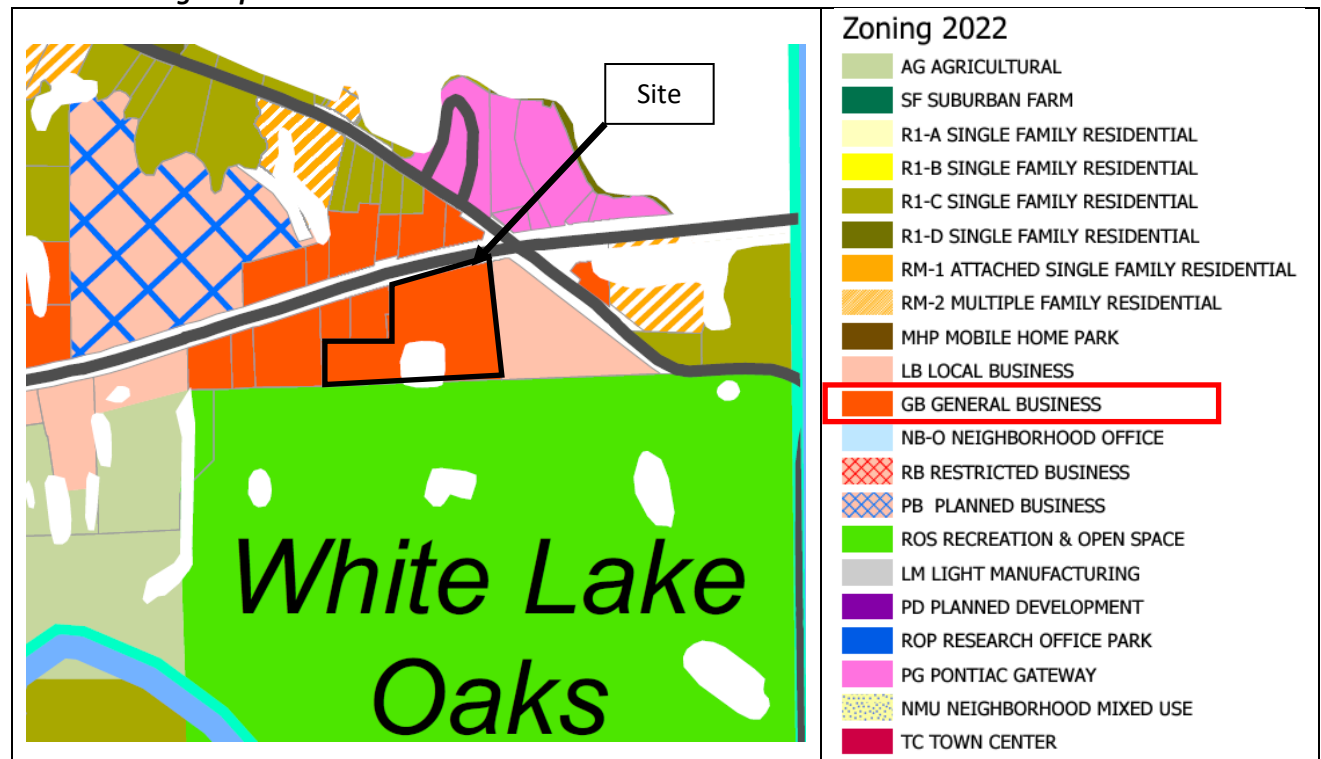 Site
White Lake
Oaks
Zoning 2022
AG AGRICULTURAL
SF SUBURBAN FARM
R1-A SINGLE FAMILY RESIDENTIAL
R1-B SINGLE FAMILY RESIDENTIAL
R1-C SINGLE FAMILY RESIDENTIAL
R1-D SINGLE FAMILY RESIDENTIAL
RM-1 ATTACHED SINGLE FAMILY RESIDENTIAL
RM-2 MULTIPLE FAMILY RESIDENTIAL
MHP MOBILE HOME PARK
LB LOCAL BUSINESS
GB GENERAL BUSINESS
NB-O NEIGHBORHOOD OFFICE
RB RESTRICTED BUSINESS
PB PLANNED BUSINESS
ROS RECREATION & OPEN SPACE
LM LIGHT MANUFACTURING
PD PLANNED DEVELOPMENT
ROP RESEARCH OFFICE PARK
PG PONTIAC GATEWAY
NMU NEIGHBORHOOD MIXED USE
TC TOWN CENTER